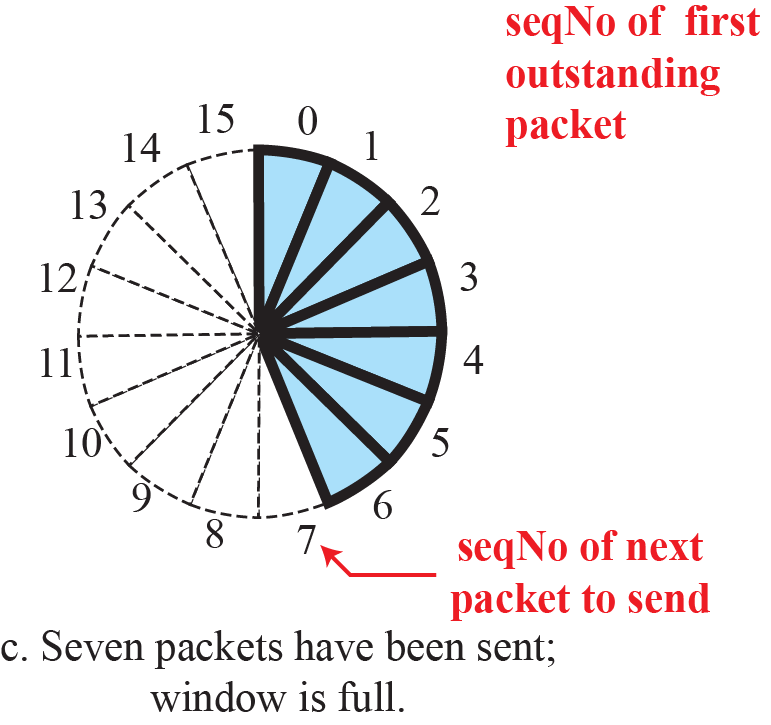 seqNo of first
outstanding
packet
15
0
14
1
13
2
12
3
11
4
10
5
9
6
8
7
seqNo of next
packet to send
c. Seven packets have been sent;
window is full.